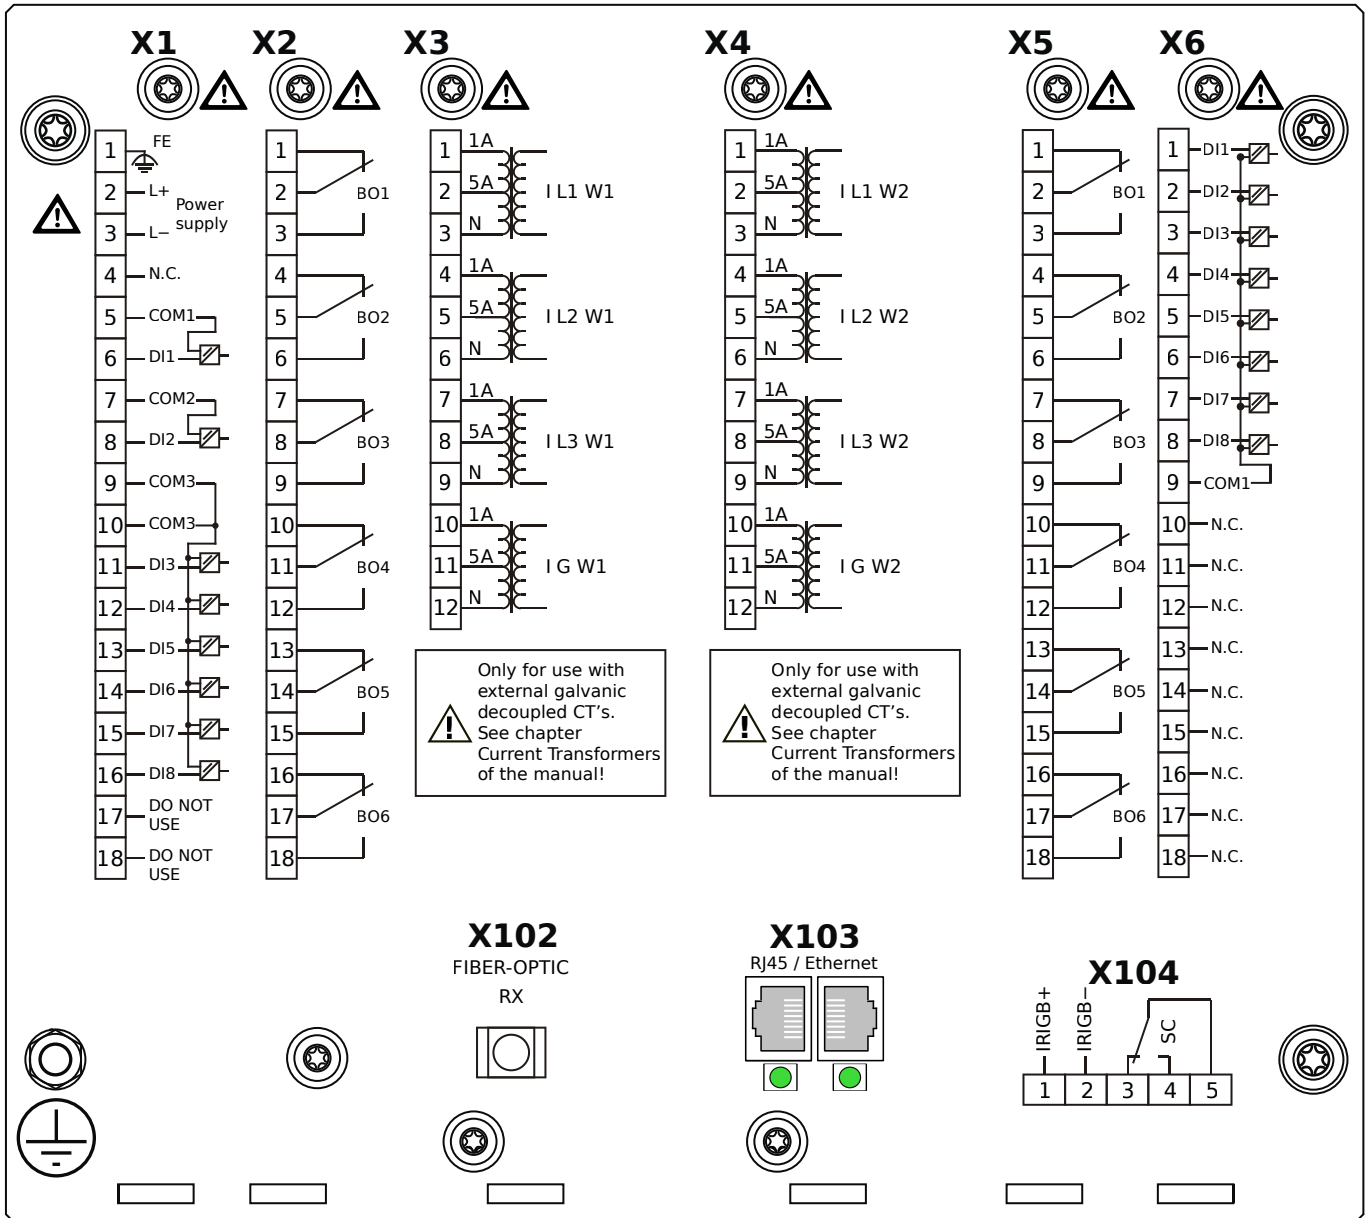 X1
X2
X3
X4
X5
X6
1 FE
2 L+
Power
supply
3 L−
4 N.C.
5 COM1
6 DI1
7 COM2
8 DI2
9 COM3
10 COM3
11 DI3
12 DI4
13 DI5
14 DI6
15 DI7
16 DI8
17 DO NOT
USE
18 DO NOT
USE
1
2 BO1
3
4
5 BO2
6
7
8 BO3
9
10
11 BO4
12
13
14 BO5
15
16
17 BO6
18
1 1A
2 5A I L1 W1
3 N
4 1A
5 5A I L2 W1
6 N
7 1A
8 5A I L3 W1
9 N
10 1A
11 5A I G W1
12 N
Only for use with
external galvanic
decoupled CT's.
See chapter
Current Transformers
of the manual!
1 1A
2 5A I L1 W2
3 N
4 1A
5 5A I L2 W2
6 N
7 1A
8 5A I L3 W2
9 N
10 1A
11 5A I G W2
12 N
Only for use with
external galvanic
decoupled CT's.
See chapter
Current Transformers
of the manual!
1
2 BO1
3
4
5 BO2
6
7
8 BO3
9
10
11 BO4
12
13
14 BO5
15
16
17 BO6
18
1 DI1
2 DI2
3 DI3
4 DI4
5 DI5
6 DI6
7 DI7
8 DI8
9 COM1
10 N.C.
11 N.C.
12 N.C.
13 N.C.
14 N.C.
15 N.C.
16 N.C.
17 N.C.
18 N.C.
X102
FIBER-OPTIC
RX
X103
RJ45 / Ethernet
X104
IRIGB+
IRIGB−
SC
1 2 3 4 5